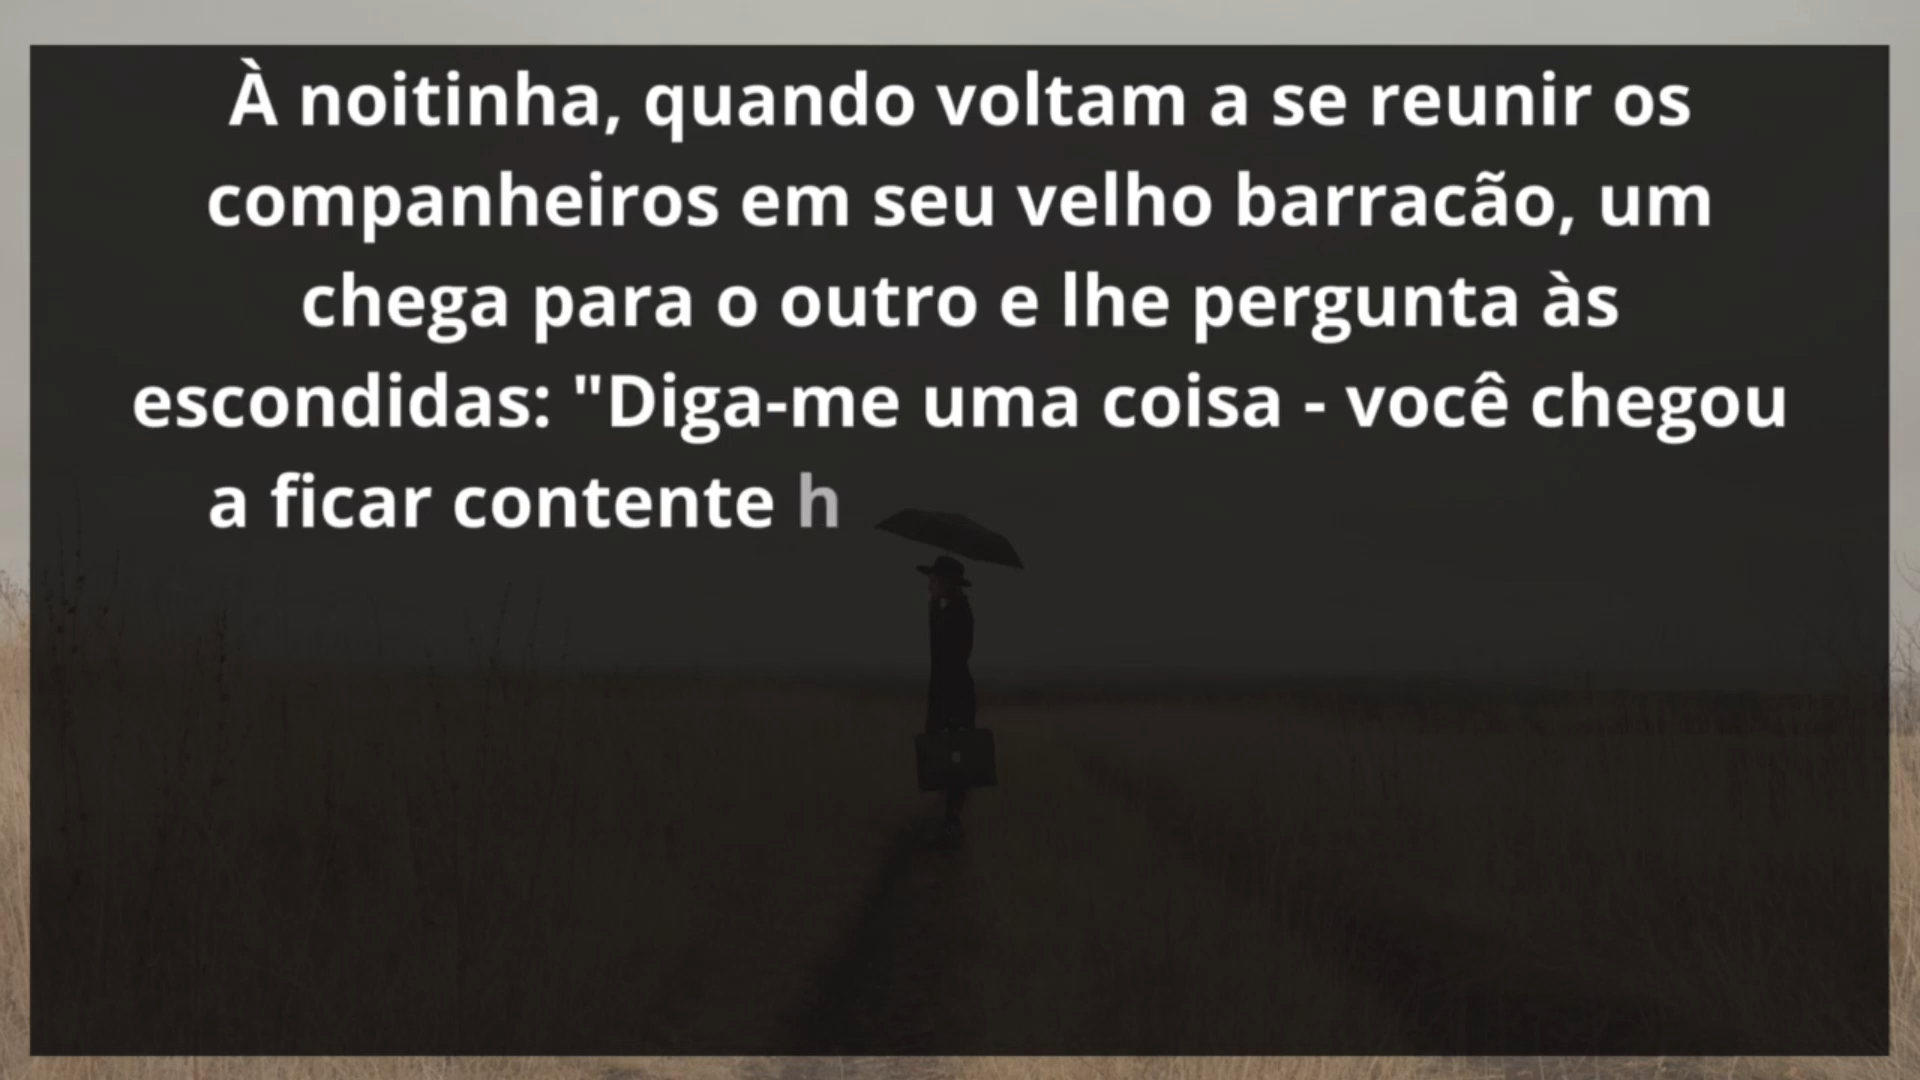 À noitinha, quando voltam a se reunir os
companheiros em seu velho barracão, um
chega para o outro e lhe pergunta às
escondidas: "Diga-me uma coisa - você chegou
a ficar contente h